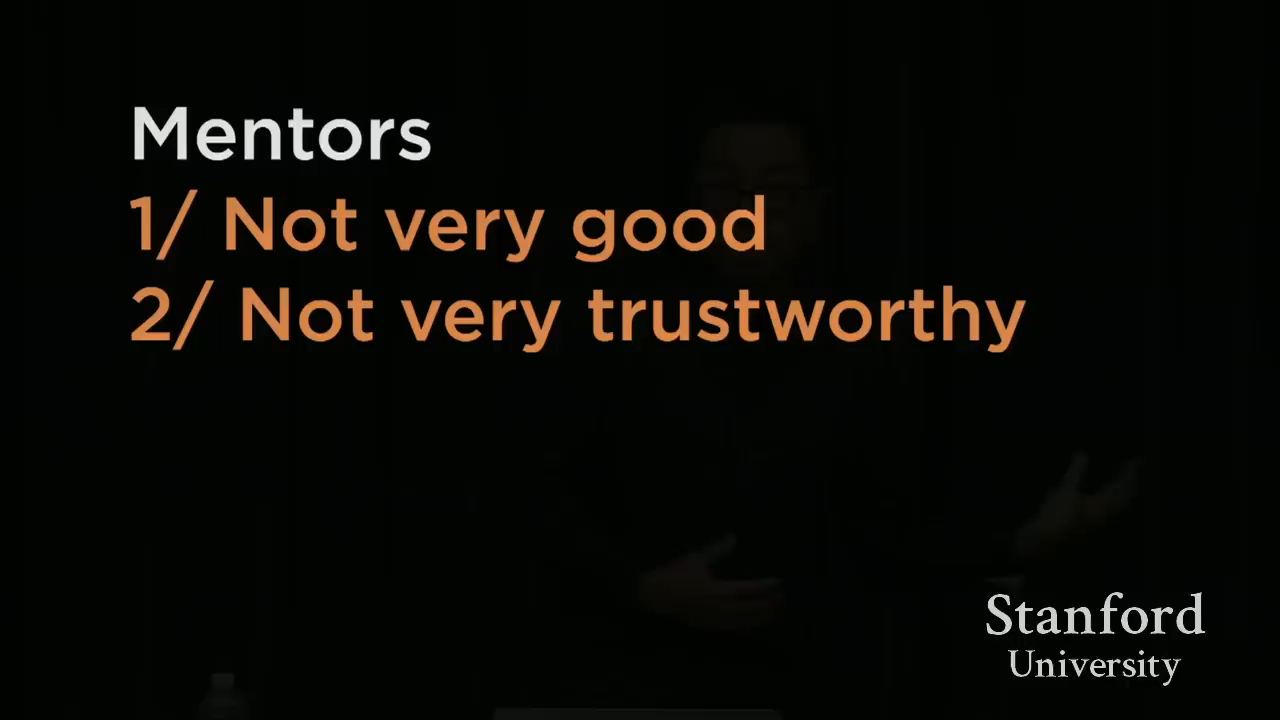 Mentors
1/ Not very good
2/ Not very trustworthy
Stanford
University